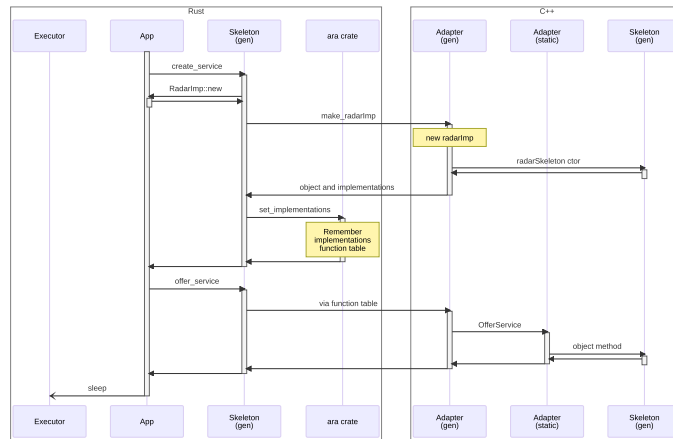 Rust
C++
Executor
App
Skeleton
(gen)
ara crate
Adapter
(gen)
Adapter
(static)
Skeleton
(gen)
create_service
RadarImp::new
make_radarImp
new radarImp
radarSkeleton ctor
object and implementations
set_implementations
Remember
implementations
function table
offer_service
via function table
OfferService
object method
sleep
Executor
App
Skeleton
(gen)
ara crate
Adapter
(gen)
Adapter
(static)
Skeleton
(gen)